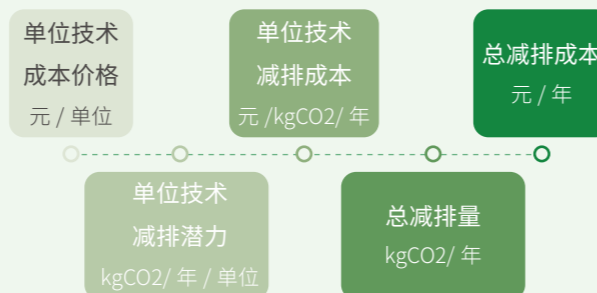 单位技术
成本价格
元 / 单位
单位技术
减排潜力
kgCO2/ 年 / 单位
单位技术
减排成本
元 /kgCO2/ 年
总减排量
kgCO2/ 年
总减排成本
元 / 年